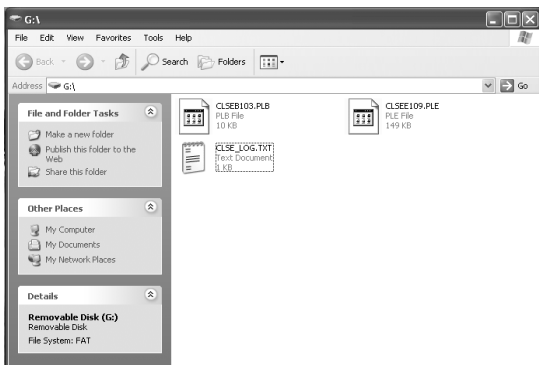 G:\
File Edit View Favorites Tools Help
Back Search Folders
Address G:\ Go
File and Folder Tasks
Make a new folder
Publish this folder to the
Web
Share this folder
Other Places
My Computer
My Documents
My Network Places
Details
Removable Disk (G:)
Removable Disk
File System: FAT
CLSEB103.PLB
PLB File
10 KB
CLSEE109.PLE
PLE File
149 KB
CLSE_LOG.TXT
Text Document
1 KB